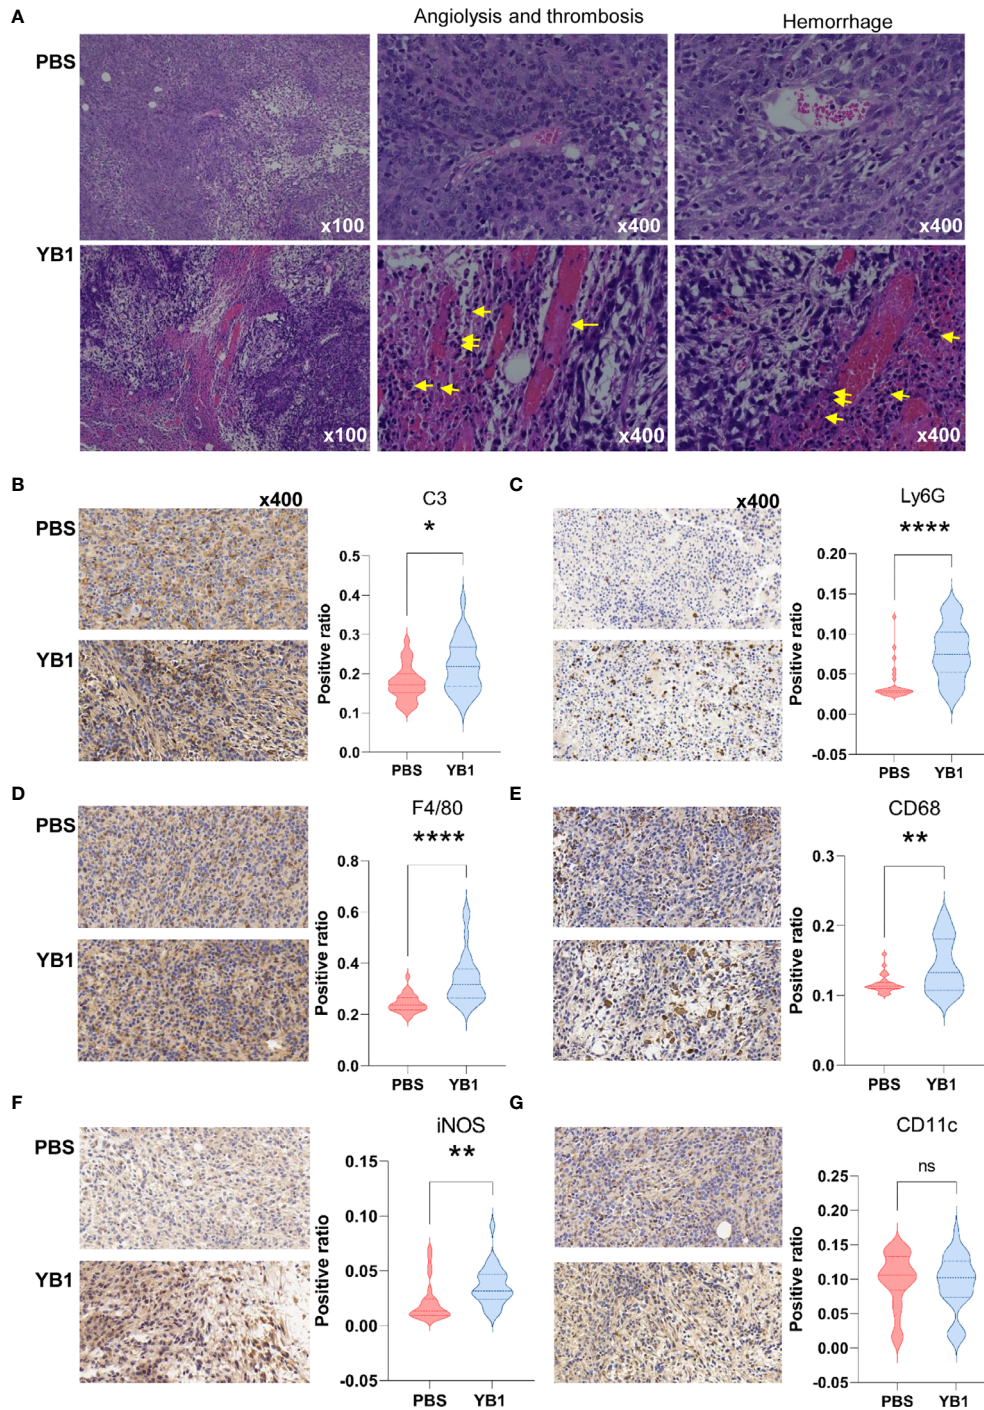 A
Angiolysis and thrombosis
Hemorrhage
PBS
x100
x400
x400
YB1
x100
x400
x400
B
x400
C3
PBS
YB1
*
Positive ratio
0.5
0.4
0.3
0.2
0.1
0.0
PBS
YB1
C
x400
Ly6G
****
Positive ratio
0.20
0.15
0.10
0.05
0.00
-0.05
PBS
YB1
D
F4/80
PBS
YB1
****
Positive ratio
0.8
0.6
0.4
0.2
0.0
PBS
YB1
E
CD68
**
Positive ratio
0.3
0.2
0.1
0.0
PBS
YB1
F
iNOS
PBS
YB1
**
Positive ratio
0.15
0.10
0.05
0.00
-0.05
PBS
YB1
G
CD11c
ns
Positive ratio
0.25
0.20
0.15
0.10
0.05
0.00
-0.05
PBS
YB1